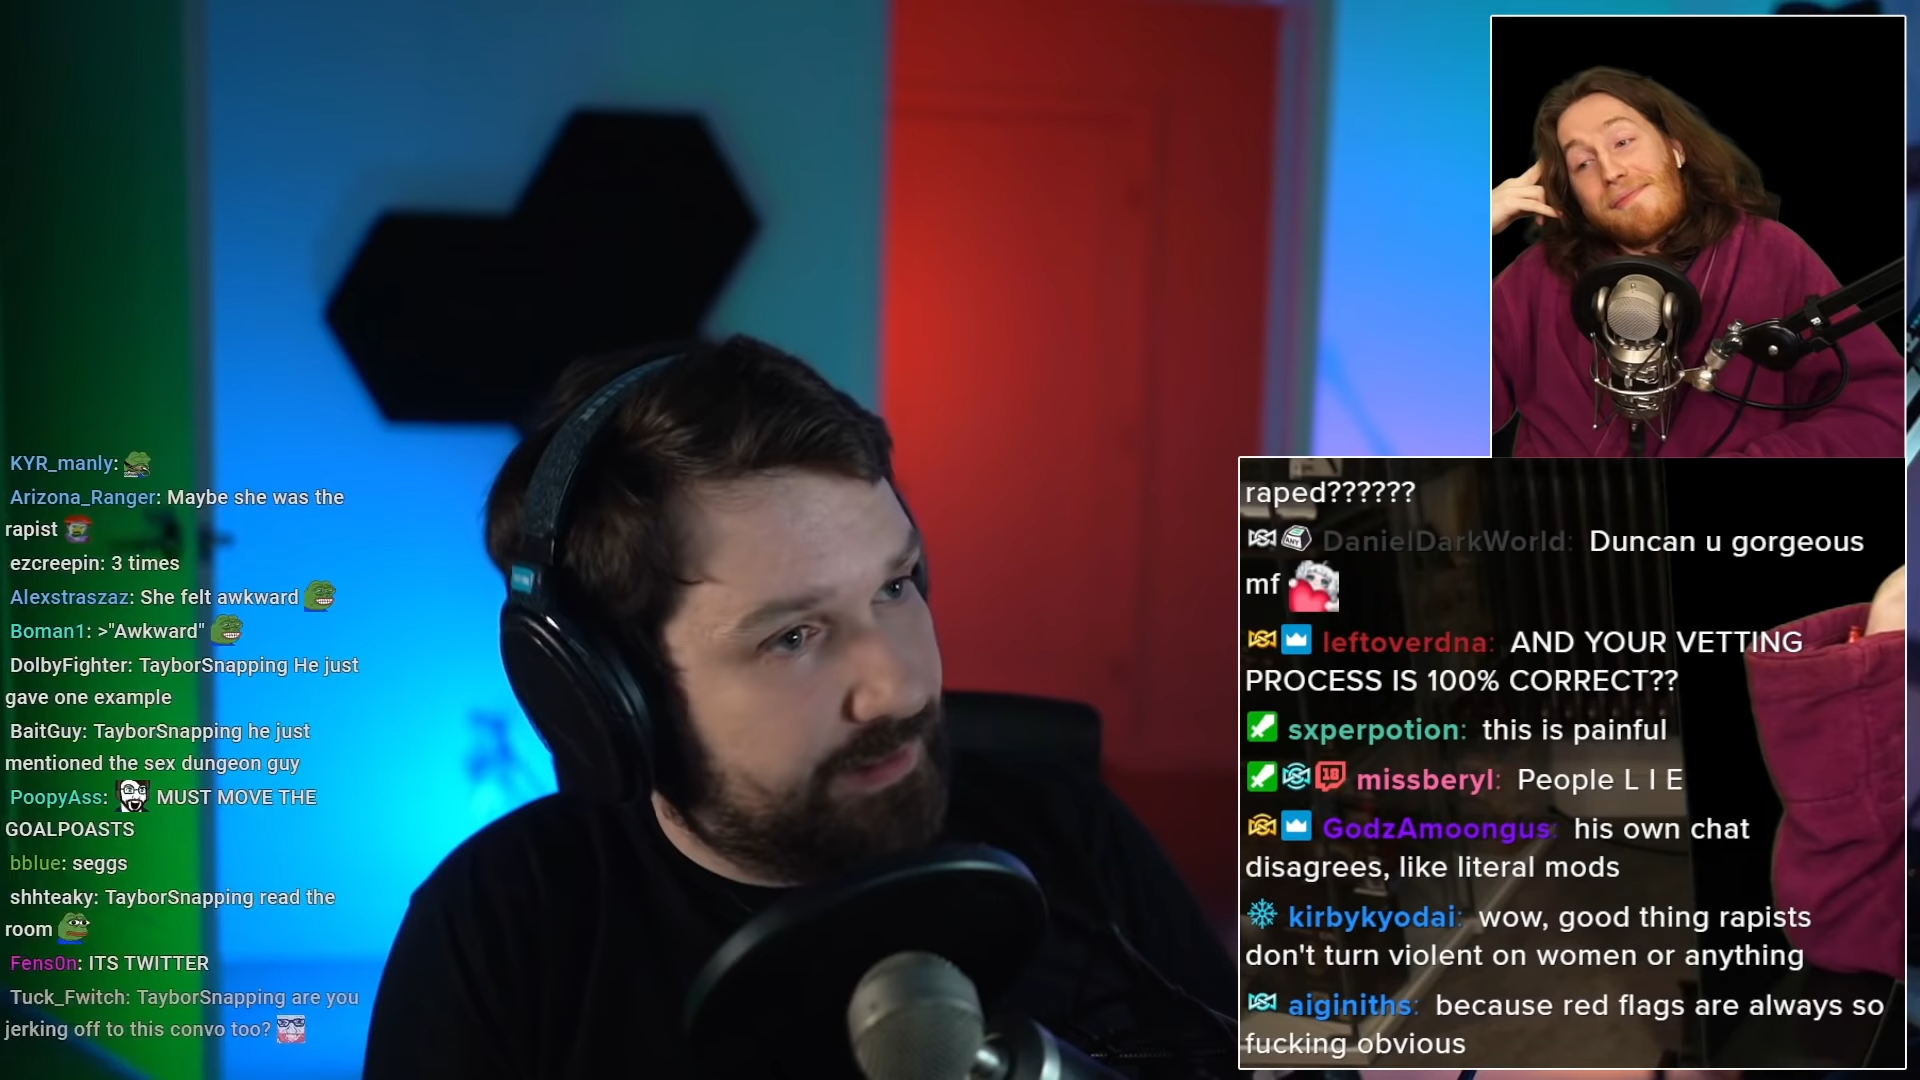 KYR_manly:
Arizona_Ranger: Maybe she was the
rapist
ezcreepin: 3 times
Alexstraszaz: She felt awkward
Boman1: >"Awkward"
DolbyFighter: TayborSnapping He just
gave one example
BaitGuy: TayborSnapping he just
mentioned the sex dungeon guy
PoopyAss: MUST MOVE THE
GOALPOASTS
bblue: seggs
shhteaky: TayborSnapping read the
room
Fens0n: ITS TWITTER
Tuck_Fwitch: TayborSnapping are you
jerking off to this convo too?
raped??????
ANY DanielDarkWorld: Duncan u gorgeous
mf
leftoverdna: AND YOUR VETTING
PROCESS IS 100% CORRECT??
sxperpotion: this is painful
18 missberyl: People L I E
GodzAmoongus: his own chat
disagrees, like literal mods
kirbykyodai: wow, good thing rapists
don't turn violent on women or anything
aiginiths: because red flags are always so
fucking obvious